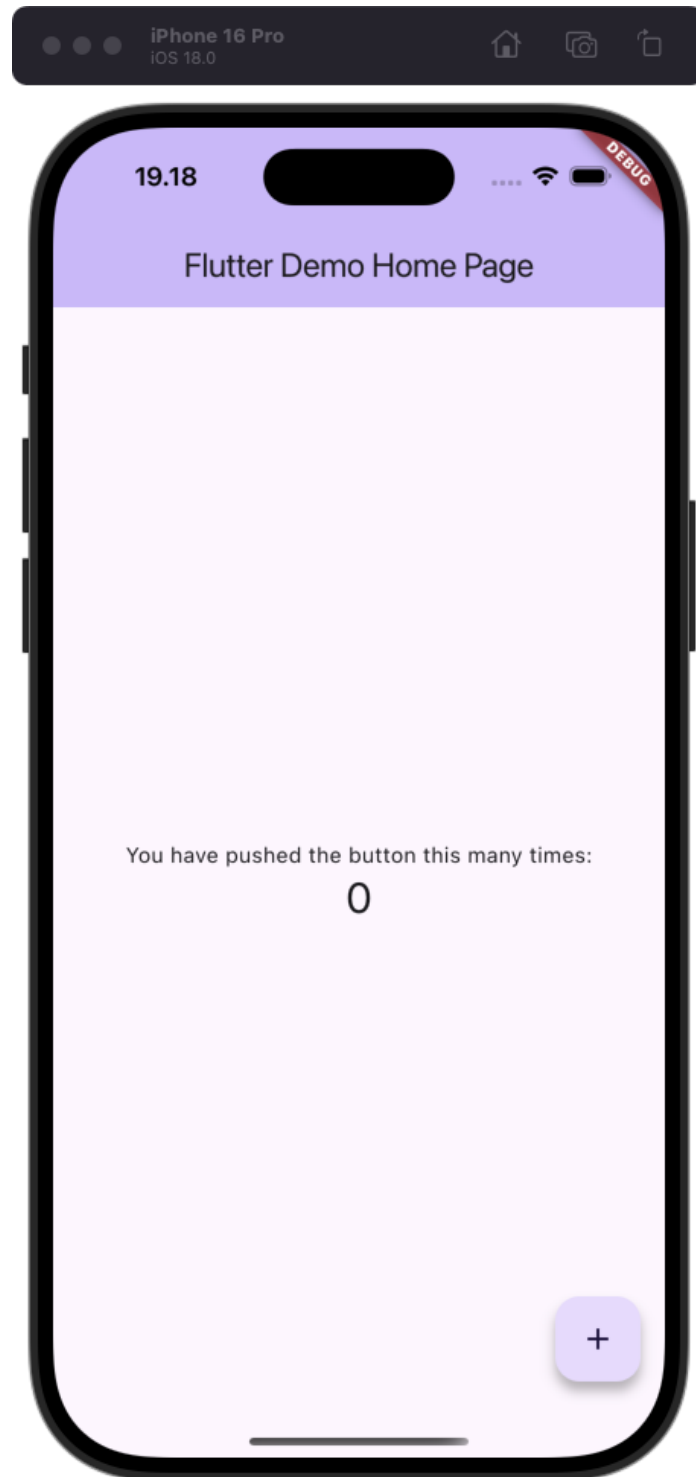 iPhone 16 Pro
iOS 18.0
19.18
DEBUG
Flutter Demo Home Page
You have pushed the button this many times:
0
+